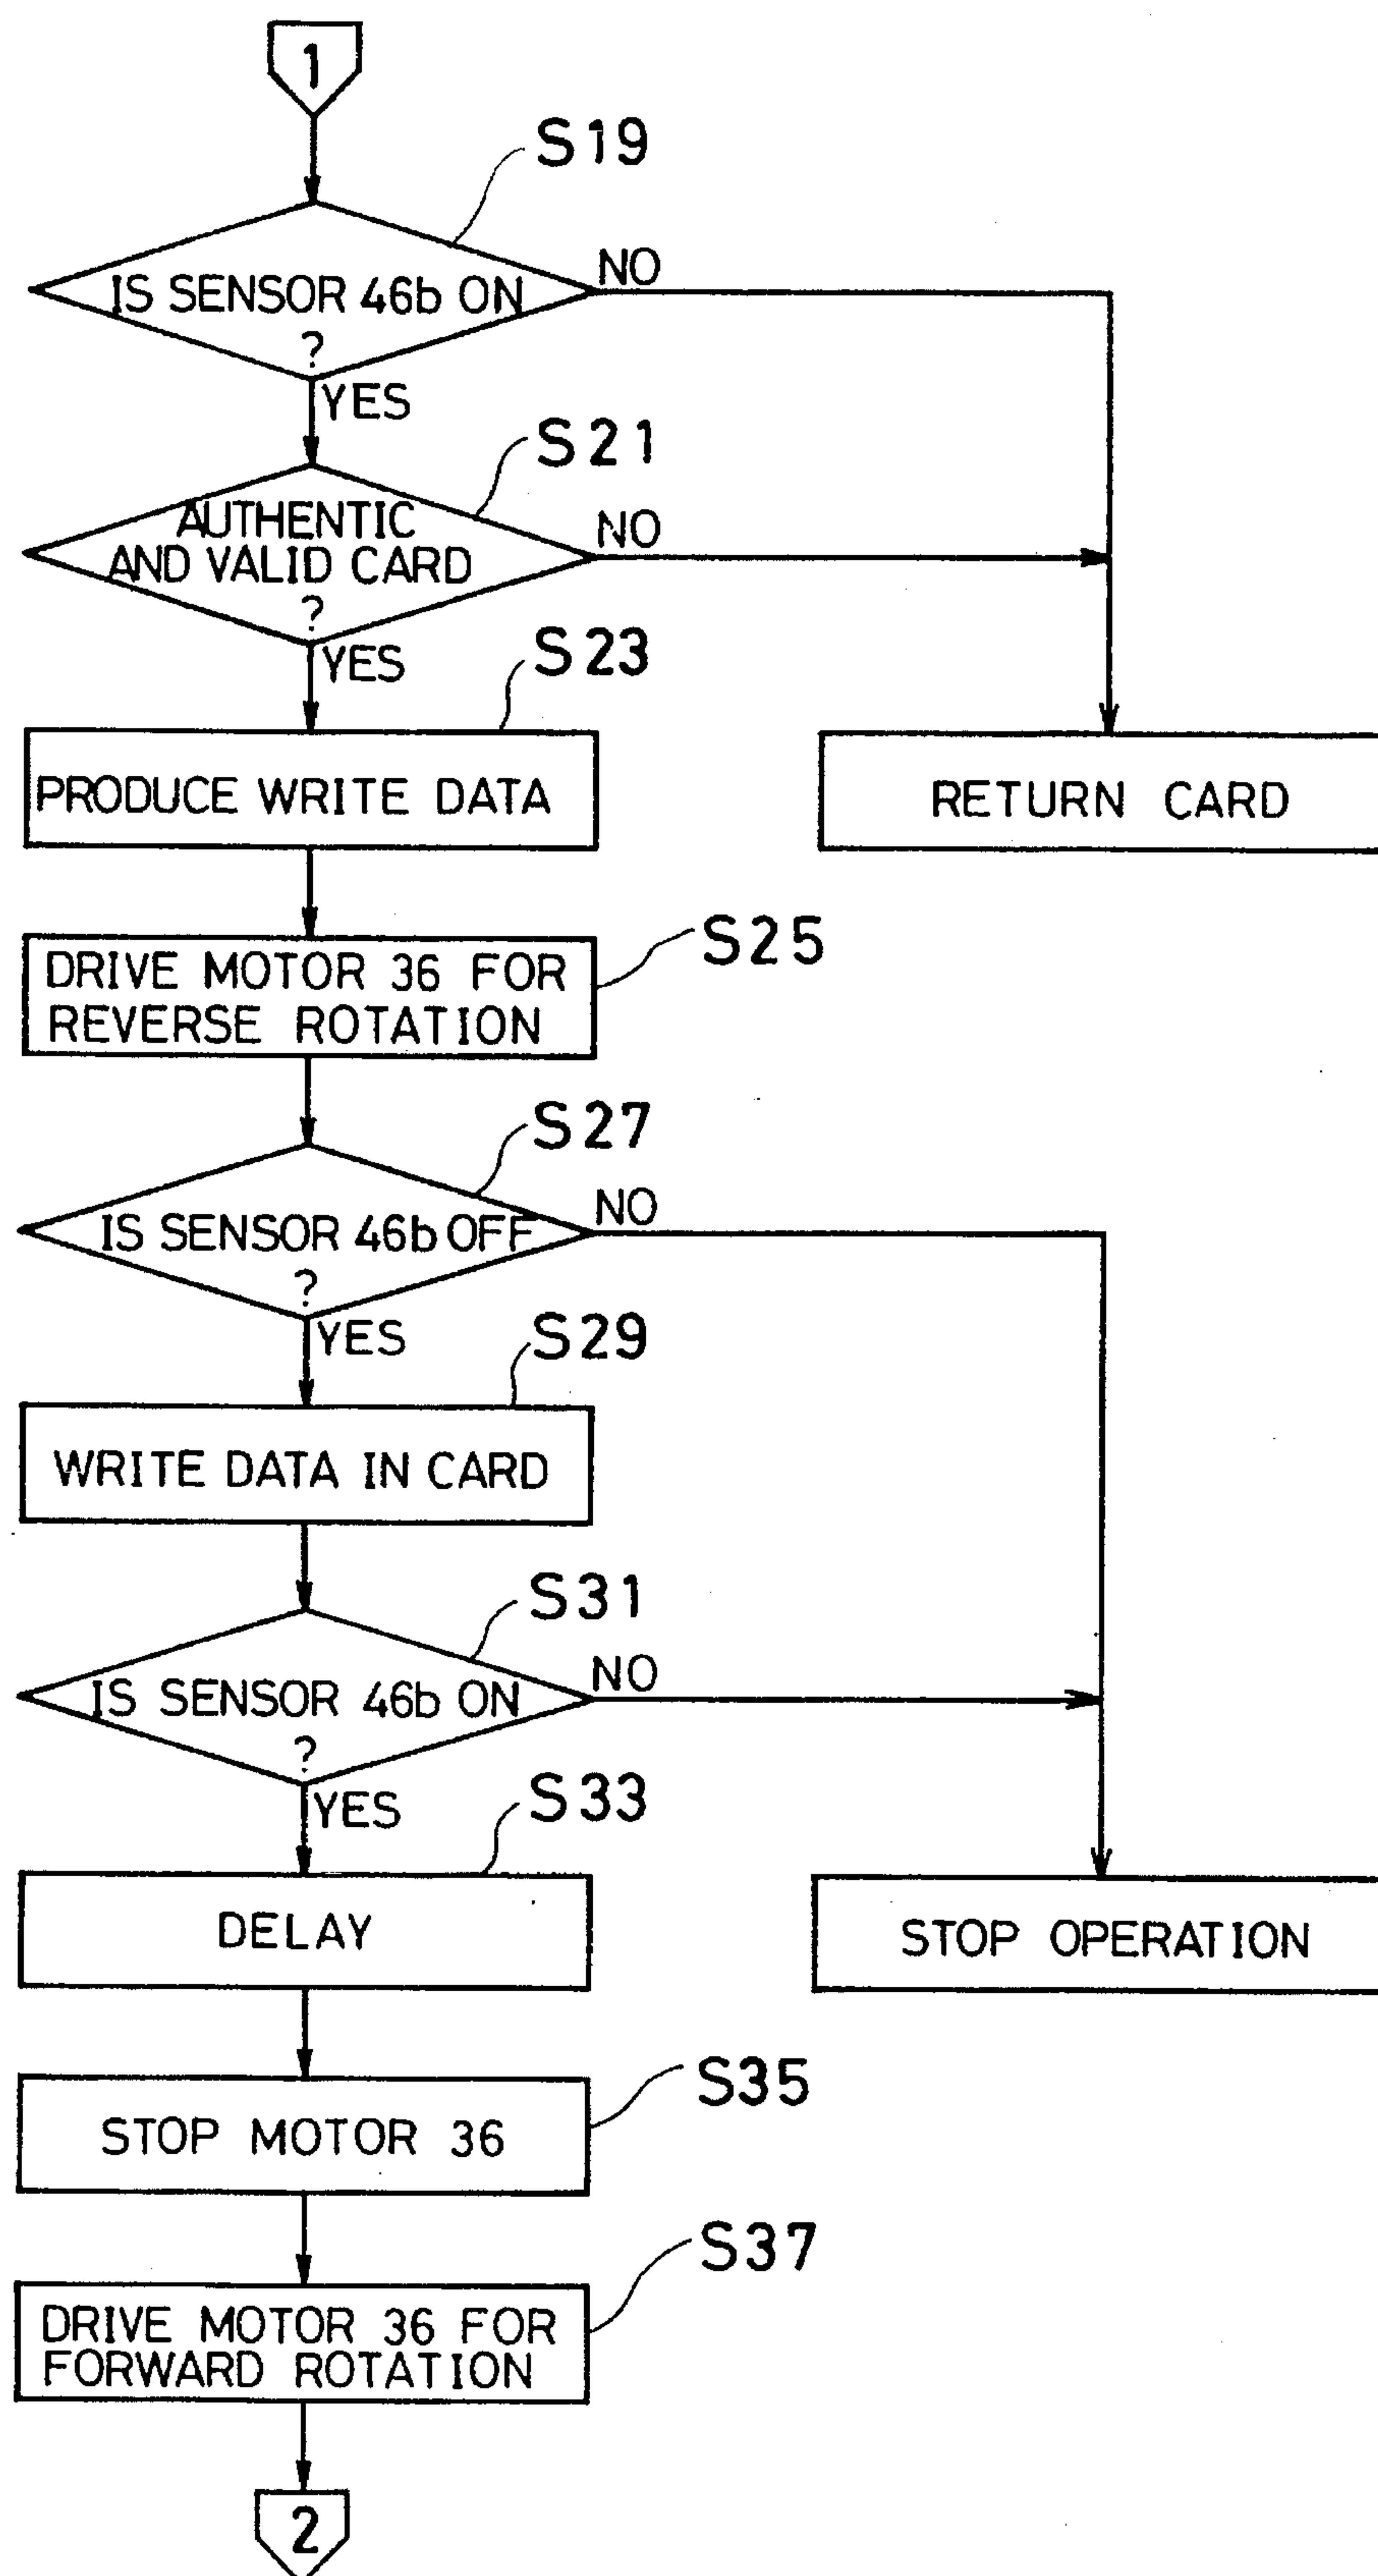 1
S19
IS SENSOR 46b ON
?
NO
YES
S21
AUTHENTIC
AND VALID CARD
?
NO
YES
S23
PRODUCE WRITE DATA
RETURN CARD
S25
DRIVE MOTOR 36 FOR
REVERSE ROTATION
S27
IS SENSOR 46b OFF
?
NO
YES
S29
WRITE DATA IN CARD
S31
IS SENSOR 46b ON
?
NO
YES
S33
DELAY
STOP OPERATION
S35
STOP MOTOR 36
S37
DRIVE MOTOR 36 FOR
FORWARD ROTATION
2